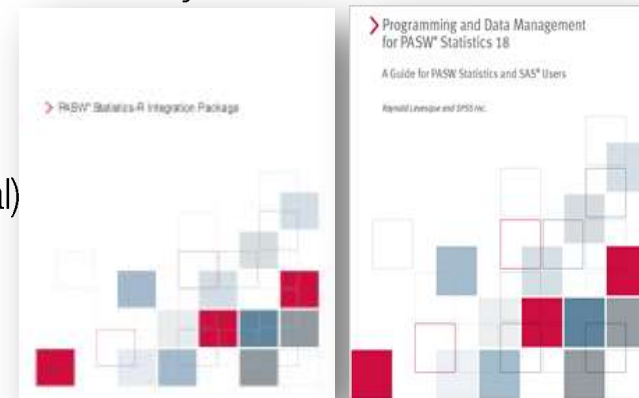 al)
PASW® Statistics-R Integration Package
Programming and Data Management
for PASW® Statistics 18
A Guide for PASW Statistics and SAS® Users
Raynald Levesque and SPSS Inc.